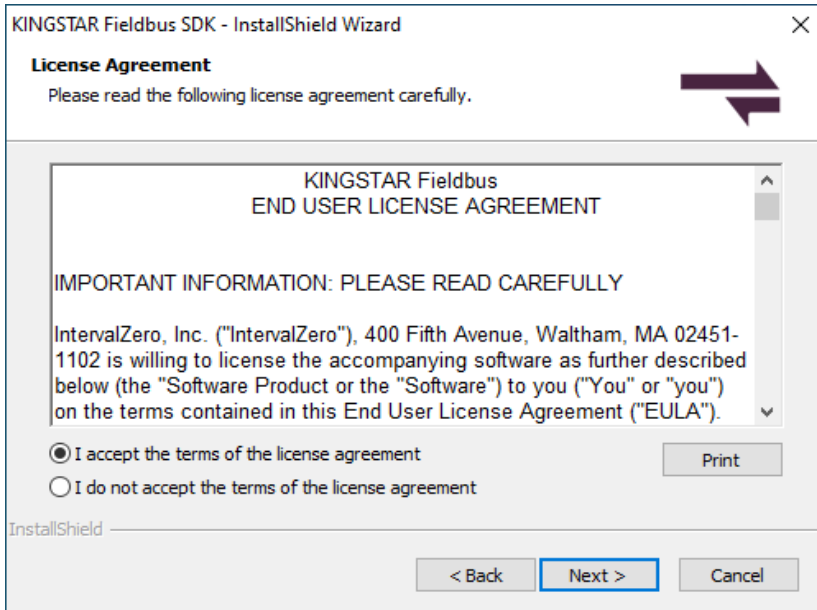 KINGSTAR Fieldbus SDK - InstallShield Wizard
License Agreement
Please read the following license agreement carefully.
KINGSTAR Fieldbus
END USER LICENSE AGREEMENT
IMPORTANT INFORMATION: PLEASE READ CAREFULLY
IntervalZero, Inc. ("IntervalZero"), 400 Fifth Avenue, Waltham, MA 02451-
1102 is willing to license the accompanying software as further described
below (the "Software Product or the "Software") to you ("You" or "you")
on the terms contained in this End User License Agreement ("EULA").
I accept the terms of the license agreement
Print
I do not accept the terms of the license agreement
InstallShield
< Back
Next >
Cancel